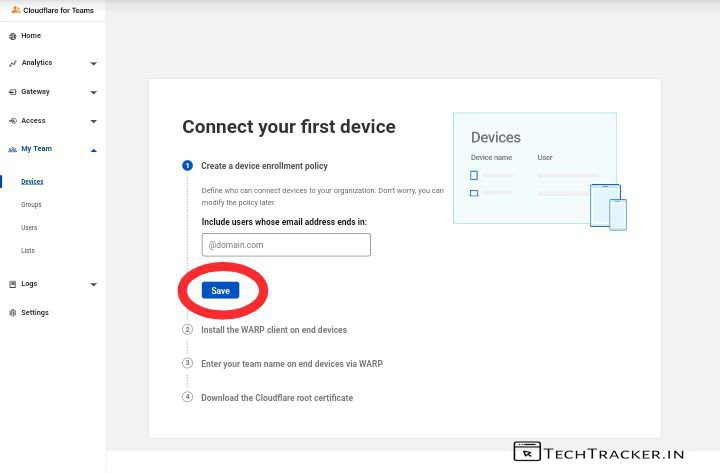 Cloudflare for Teams
Home
Analytics
Gateway
Access
My Team
Devices
Groups
Users
Lists
Logs
Settings
Connect your first device
1 Create a device enrollment policy
Define who can connect devices to your organization. Don't worry, you can
modify the policy later.
Include users whose email address ends in:
@domain.com
Save
2 Install the WARP client on end devices
3 Enter your team name on end devices via WARP
4 Download the Cloudflare root certificate
Devices
Device name User
TECHTRACKER.IN